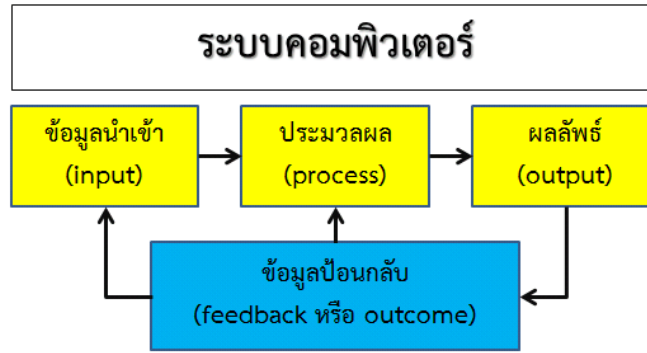 ระบบคอมพิวเตอร์
ข้อมูลนำเข้า
(input)
ประมวลผล
(process)
ผลลัพธ์
(output)
ข้อมูลป้อนกลับ
(feedback หรือ outcome)